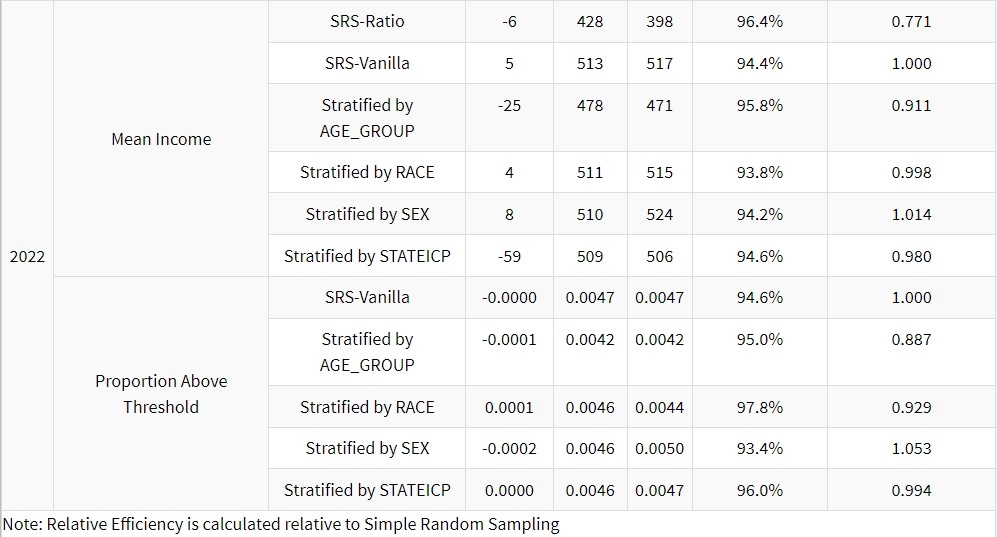 SRS-Ratio -6 428 398 96.4% 0.771
SRS-Vanilla 5 513 517 94.4% 1.000
Stratified by AGE_GROUP -25 478 471 95.8% 0.911
Mean Income
Stratified by RACE 4 511 515 93.8% 0.998
Stratified by SEX 8 510 524 94.2% 1.014
2022 Stratified by STATEICP -59 509 506 94.6% 0.980
SRS-Vanilla -0.0000 0.0047 0.0047 94.6% 1.000
Stratified by AGE_GROUP -0.0001 0.0042 0.0042 95.0% 0.887
Proportion Above
Threshold
Stratified by RACE 0.0001 0.0046 0.0044 97.8% 0.929
Stratified by SEX -0.0002 0.0046 0.0050 93.4% 1.053
Stratified by STATEICP 0.0000 0.0046 0.0047 96.0% 0.994
Note: Relative Efficiency is calculated relative to Simple Random Sampling